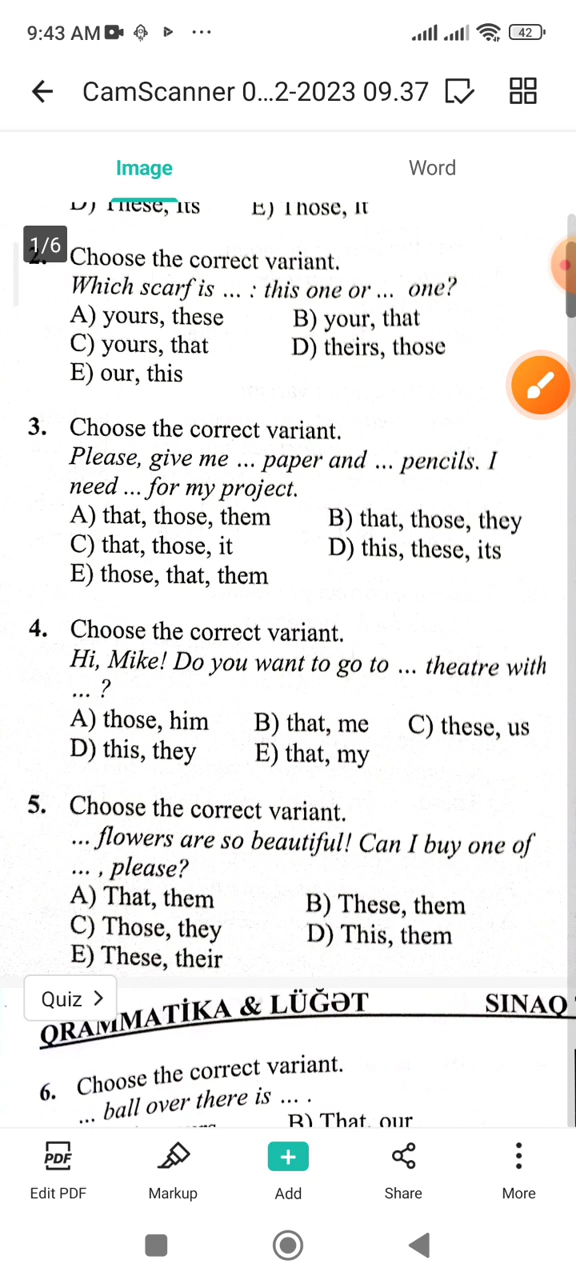 9:43 AM
42
CamScanner 0...2-2023 09.37
Image
Word
D) These, its E) Those, it
1/6
2. Choose the correct variant.
Which scarf is ... : this one or ... one?
A) yours, these B) your, that
C) yours, that D) theirs, those
E) our, this
3. Choose the correct variant.
Please, give me ... paper and ... pencils. I
need ... for my project.
A) that, those, them B) that, those, they
C) that, those, it D) this, these, its
E) those, that, them
4. Choose the correct variant.
Hi, Mike! Do you want to go to ... theatre with
... ?
A) those, him B) that, me C) these, us
D) this, they E) that, my
5. Choose the correct variant.
... flowers are so beautiful! Can I buy one of
... , please?
A) That, them B) These, them
C) Those, they D) This, them
E) These, their
Quiz >
QRAMMATİKA & LÜĞƏT SINAQ
6. Choose the correct variant.
... ball over there is ... .
B) That, our
PDF
Edit PDF
Markup
Add
Share
More